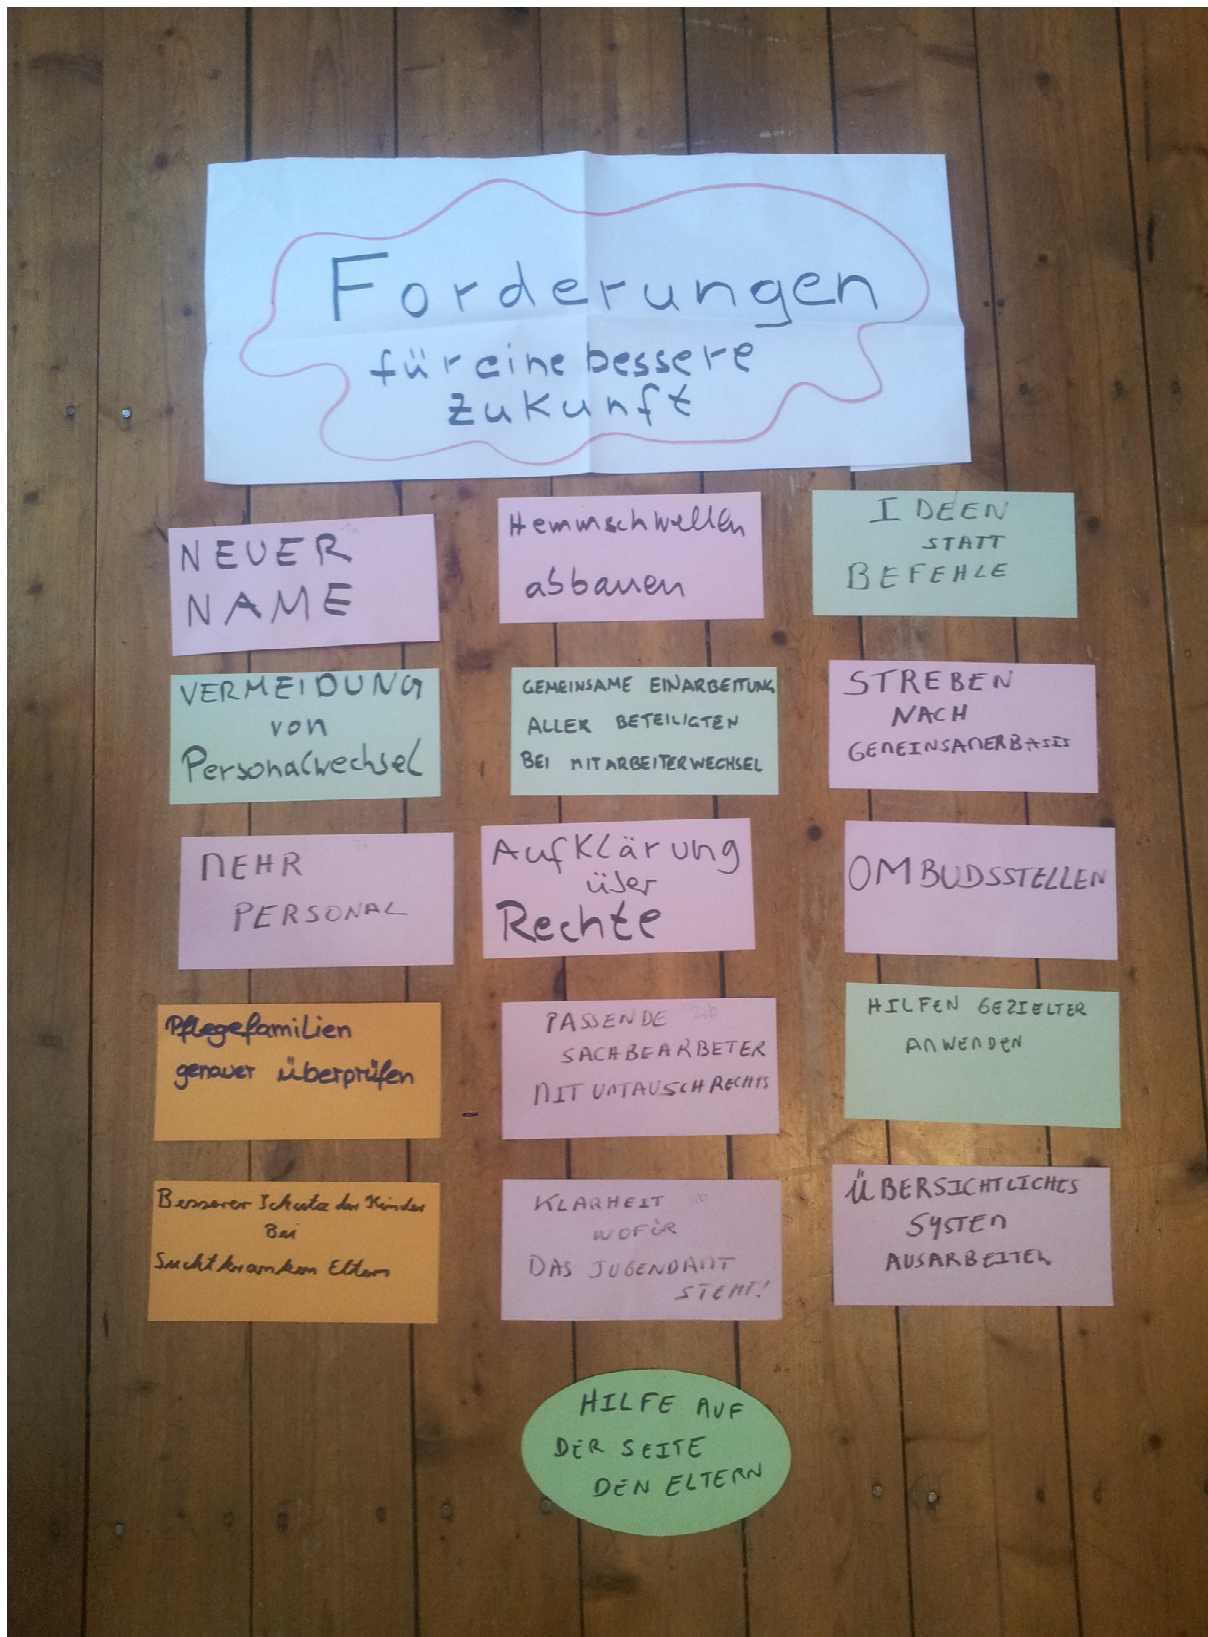 Forderungen
für eine bessere
Zukunft
NEUER
NAME
Hemmschwellen
abbauen
IDEEN
STATT
BEFEHLE
VERMEIDUNG
von
Personalwechsel
GEMEINSAME EINARBEITUNG
ALLER BETEILIGTEN
BEI MITARBEITERWECHSEL
STREBEN
NACH
GEMEINSAMER BASIS
MEHR
PERSONAL
Aufklärung
über
Rechte
OMBUDSSTELLEN
Pflegefamilien
genauer überprüfen
PASSENDE
SACHBEARBETER
MIT UMTAUSCHRECHTS
HILFEN GEZIELTER
ANWENDEN
Besserer Schutz der Kinder
Bei
Suchtkranken Eltern
KLARHEIT
WOFÜR
DAS JUGENDAMT
STEHT!
ÜBERSICHTLICHES
SYSTEM
AUSARBEITEN
HILFE AUF
DER SEITE
DEN ELTERN